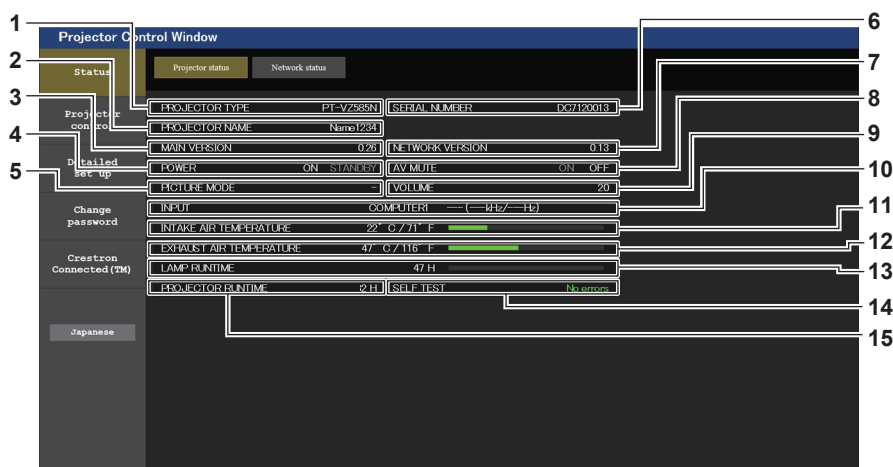 Projector Control Window
Status
Projector status
Network status
Projector control
Detailed set up
Change password
Crestron Connected(TM)
Japanese
PROJECTOR TYPE PT-VZ585N SERIAL NUMBER DC7120013
PROJECTOR NAME Name1234
MAIN VERSION 0.26 NETWORK VERSION 0.13
POWER ON STANDBY AV MUTE ON OFF
PICTURE MODE - VOLUME 20
INPUT COMPUTER1 ---(---kHz/---Hz)
INTAKE AIR TEMPERATURE 22° C / 71° F
EXHAUST AIR TEMPERATURE 47° C / 116° F
LAMP RUNTIME 47 H
PROJECTOR RUNTIME H SELF TEST No errors
1
2
3
4
5
6
7
8
9
10
11
12
13
14
15